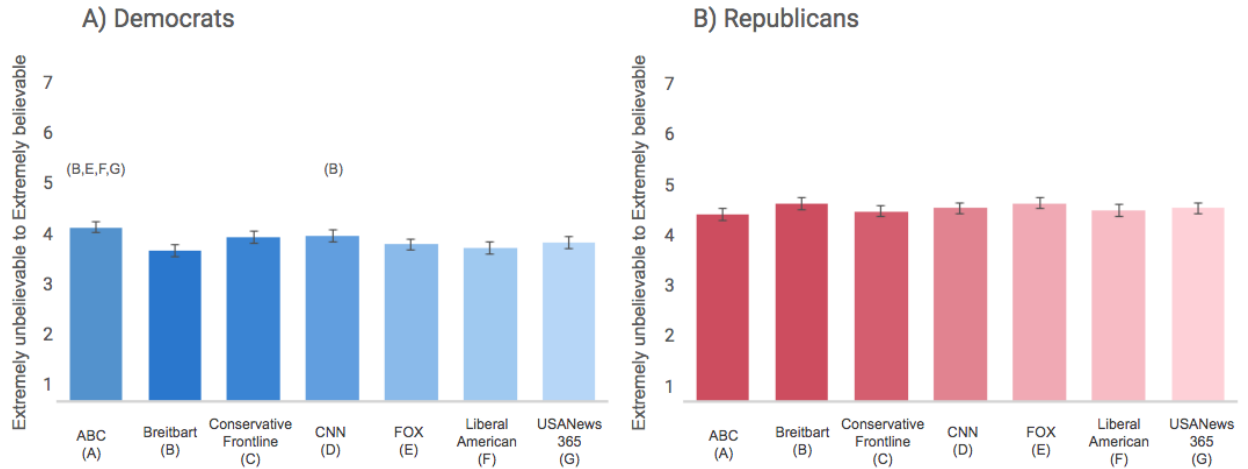 A) Democrats
Extremely unbelievable to Extremely believable
7
6
5
4
3
2
1
(B,E,F,G)
(B)
ABC
(A)
Breitbart
(B)
Conservative
Frontline
(C)
CNN
(D)
FOX
(E)
Liberal
American
(F)
USANews
365
(G)
B) Republicans
Extremely unbelievable to Extremely believable
7
6
5
4
3
2
1
ABC
(A)
Breitbart
(B)
Conservative
Frontline
(C)
CNN
(D)
FOX
(E)
Liberal
American
(F)
USANews
365
(G)